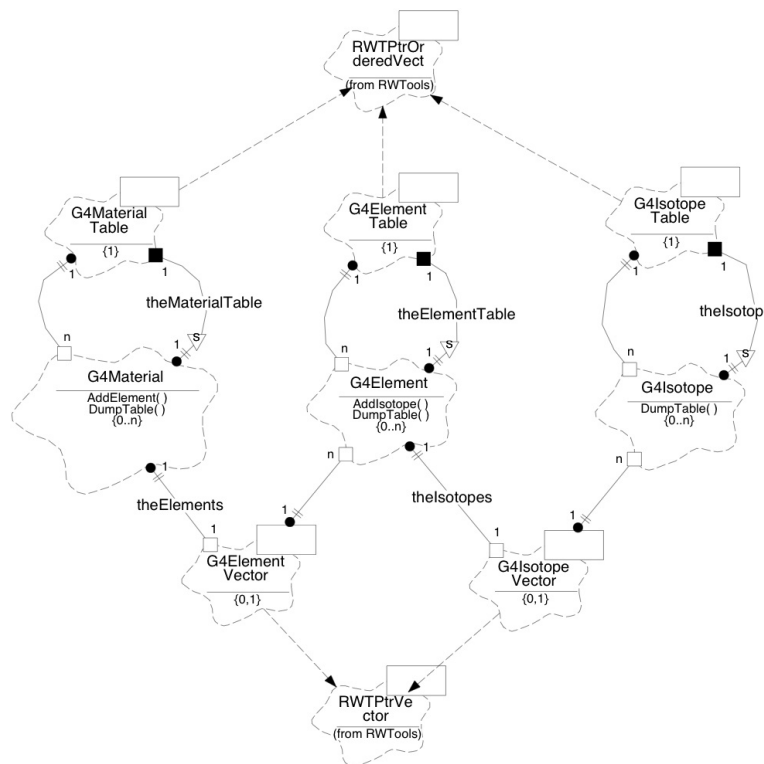 RWTPtrOr
deredVect
(from RWTools)
G4Material
Table
{1}
1
1
G4Element
Table
{1}
1
1
G4Isotope
Table
{1}
1
1
theMaterialTable
theElementTable
theIsotop
n
1
S
n
1
S
n
1
S
G4Material
AddElement( )
DumpTable( )
{0..n}
G4Element
AddIsotope( )
DumpTable( )
{0..n}
G4Isotope
DumpTable( )
{0..n}
1
n
1
n
theElements
theIsotopes
1
1
1
1
G4Element
Vector
{0,1}
G4Isotope
Vector
{0,1}
RWTPtrVe
ctor
(from RWTools)